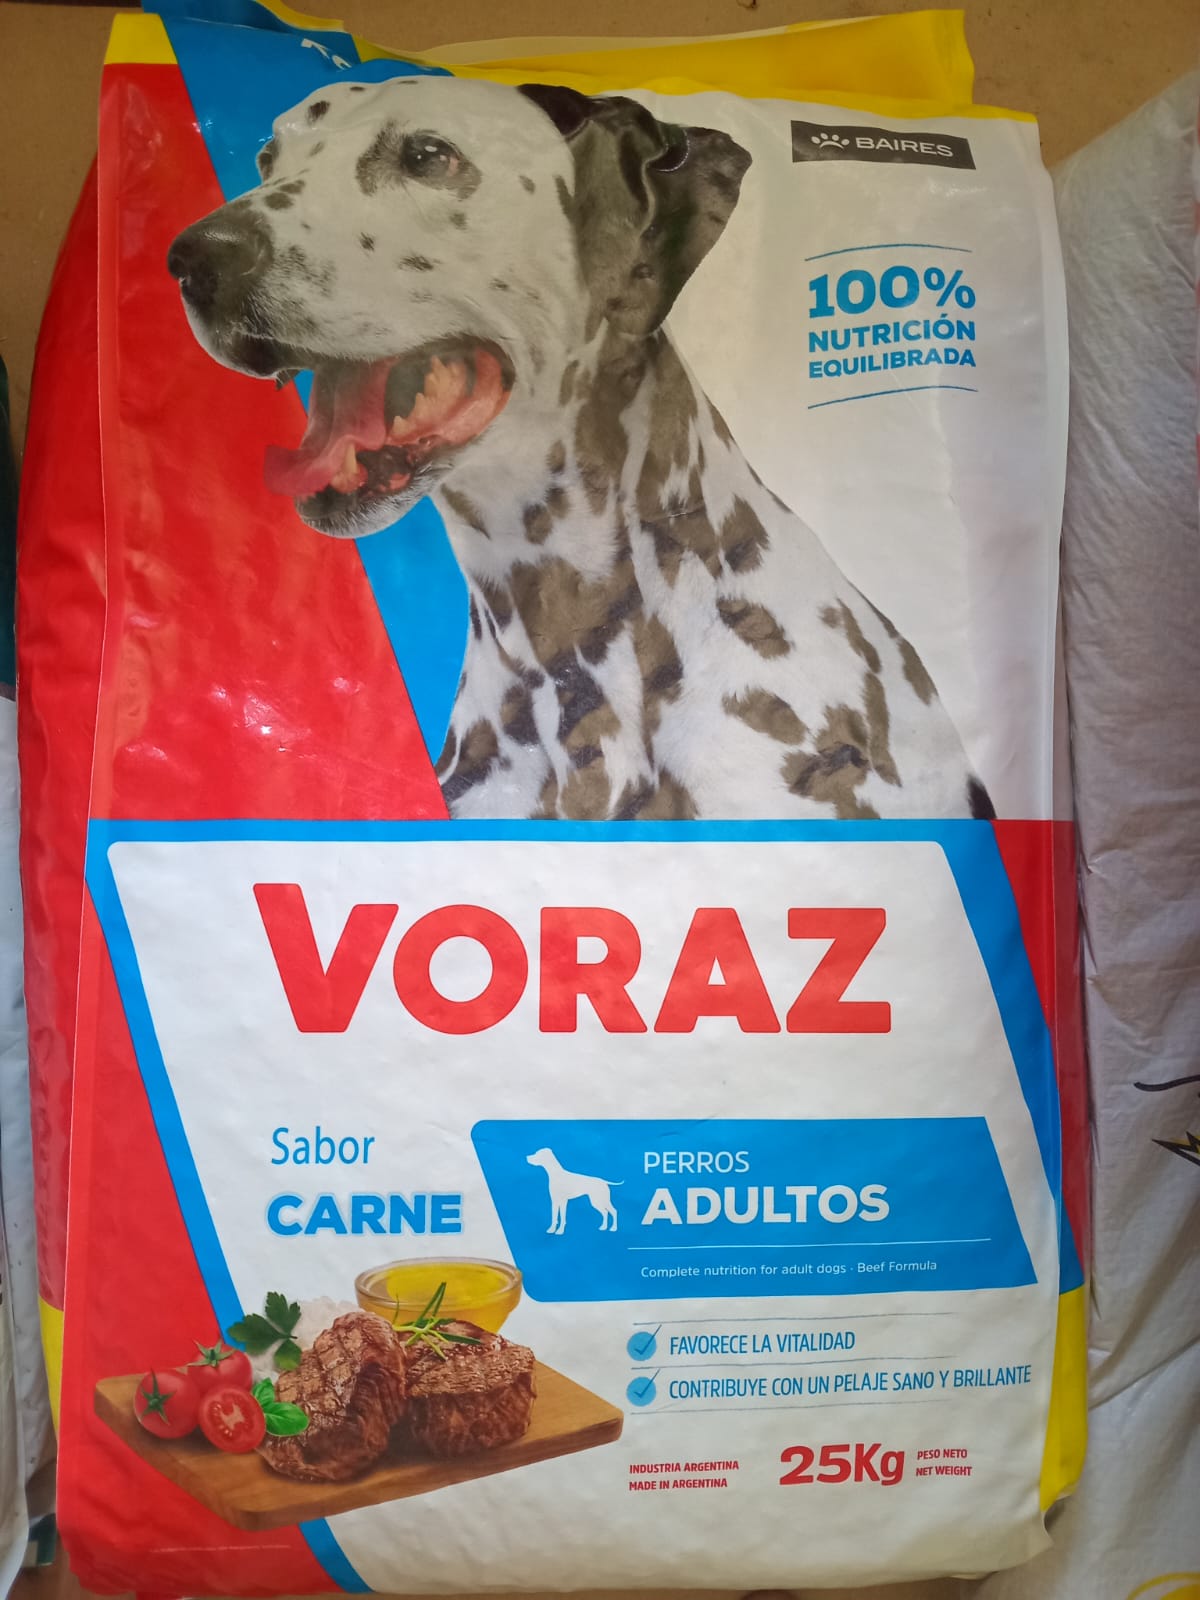 BAIRES
100%
NUTRICIÓN
EQUILIBRADA
VORAZ
Sabor
CARNE
PERROS
ADULTOS
Complete nutrition for adult dogs · Beef Formula
FAVORECE LA VITALIDAD
CONTRIBUYE CON UN PELAJE SANO Y BRILLANTE
INDUSTRIA ARGENTINA
MADE IN ARGENTINA
25Kg
PESO NETO
NET WEIGHT